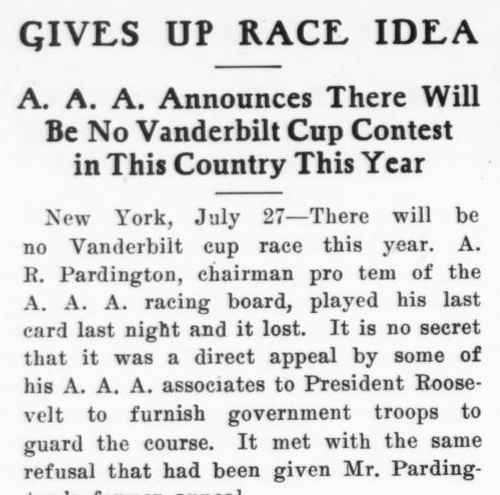 GIVES UP RACE IDEA
A. A. A. Announces There Will
Be No Vanderbilt Cup Contest
in This Country This Year
New York, July 27—There will be
no Vanderbilt cup race this year. A.
R. Pardington, chairman pro tem of the
A. A. A. racing board, played his last
card last night and it lost. It is no secret
that it was a direct appeal by some of
his A. A. A. associates to President Roose-
velt to furnish government troops to
guard the course. It met with the same
refusal that had been given Mr. Parding-